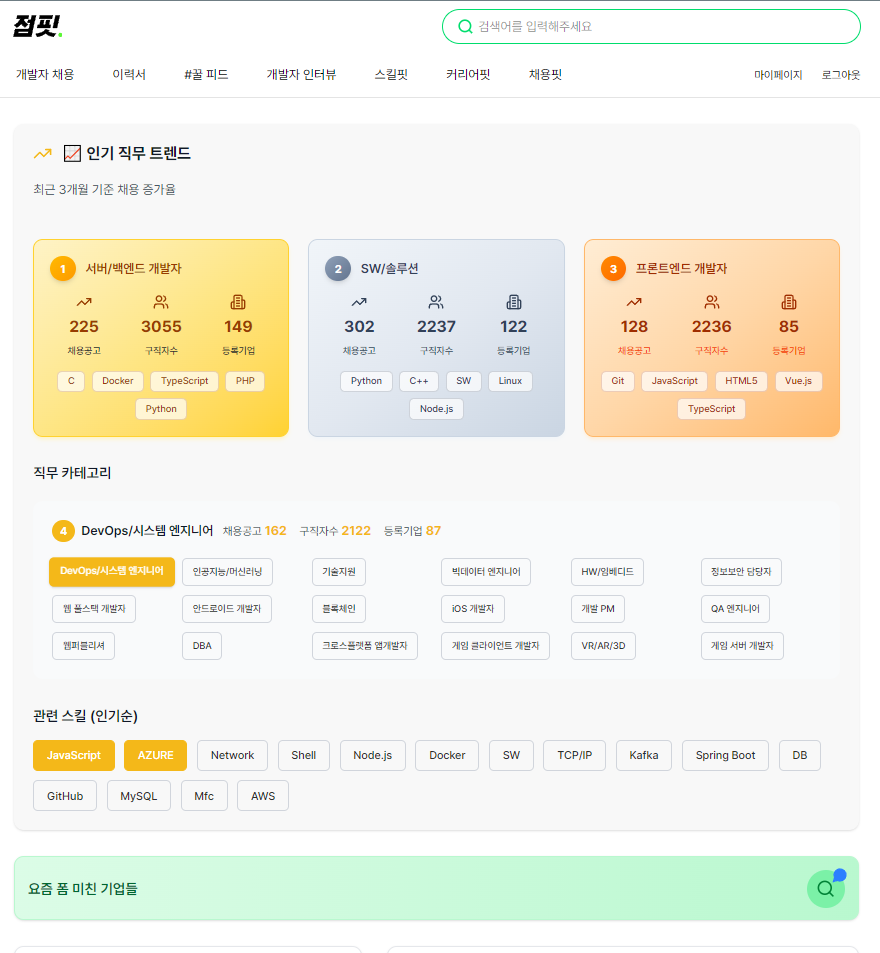 점핏.
검색어를 입력해주세요
개발자 채용 이력서 #꿀 피드 개발자 인터뷰 스킬핏 커리어핏 채용핏 마이페이지 로그아웃
인기 직무 트렌드
최근 3개월 기준 채용 증가율
1 서버/백엔드 개발자
225 3055 149
채용공고 구직자수 등록기업
C Docker TypeScript PHP
Python
2 SW/솔루션
302 2237 122
채용공고 구직자수 등록기업
Python C++ SW Linux
Node.js
3 프론트엔드 개발자
128 2236 85
채용공고 구직자수 등록기업
Git JavaScript HTML5 Vue.js
TypeScript
직무 카테고리
4 DevOps/시스템 엔지니어 채용공고 162 구직자수 2122 등록기업 87
DevOps/시스템 엔지니어 인공지능/머신러닝 기술지원 빅데이터 엔지니어 HW/임베디드 정보보안 담당자
웹 풀스택 개발자 안드로이드 개발자 블록체인 iOS 개발자 개발 PM QA 엔지니어
웹퍼블리셔 DBA 크로스플랫폼 앱개발자 게임 클라이언트 개발자 VR/AR/3D 게임 서버 개발자
관련 스킬 (인기순)
JavaScript AZURE Network Shell Node.js Docker SW TCP/IP Kafka Spring Boot DB
GitHub MySQL Mfc AWS
요즘 폼 미친 기업들